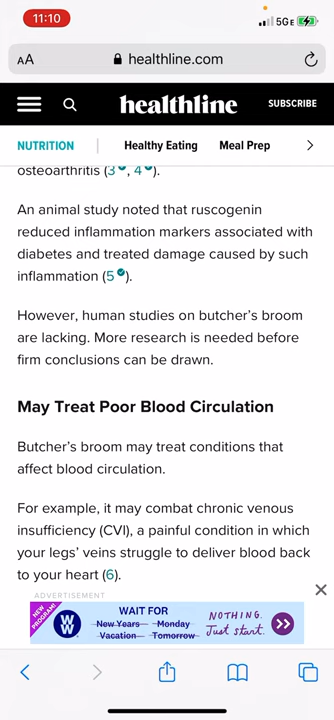 11:10
5GE
AA
healthline.com
healthline
SUBSCRIBE
NUTRITION
Healthy Eating
Meal Prep
osteoarthritis (3, 4).
An animal study noted that ruscogenin
reduced inflammation markers associated with
diabetes and treated damage caused by such
inflammation (5).
However, human studies on butcher's broom
are lacking. More research is needed before
firm conclusions can be drawn.
May Treat Poor Blood Circulation
Butcher's broom may treat conditions that
affect blood circulation.
For example, it may combat chronic venous
insufficiency (CVI), a painful condition in which
your legs' veins struggle to deliver blood back
to your heart (6).
ADVERTISEMENT
NEW PROGRAM!
WW
WAIT FOR
New Years Monday
Vacation Tomorrow
NOTHING.
Just start.